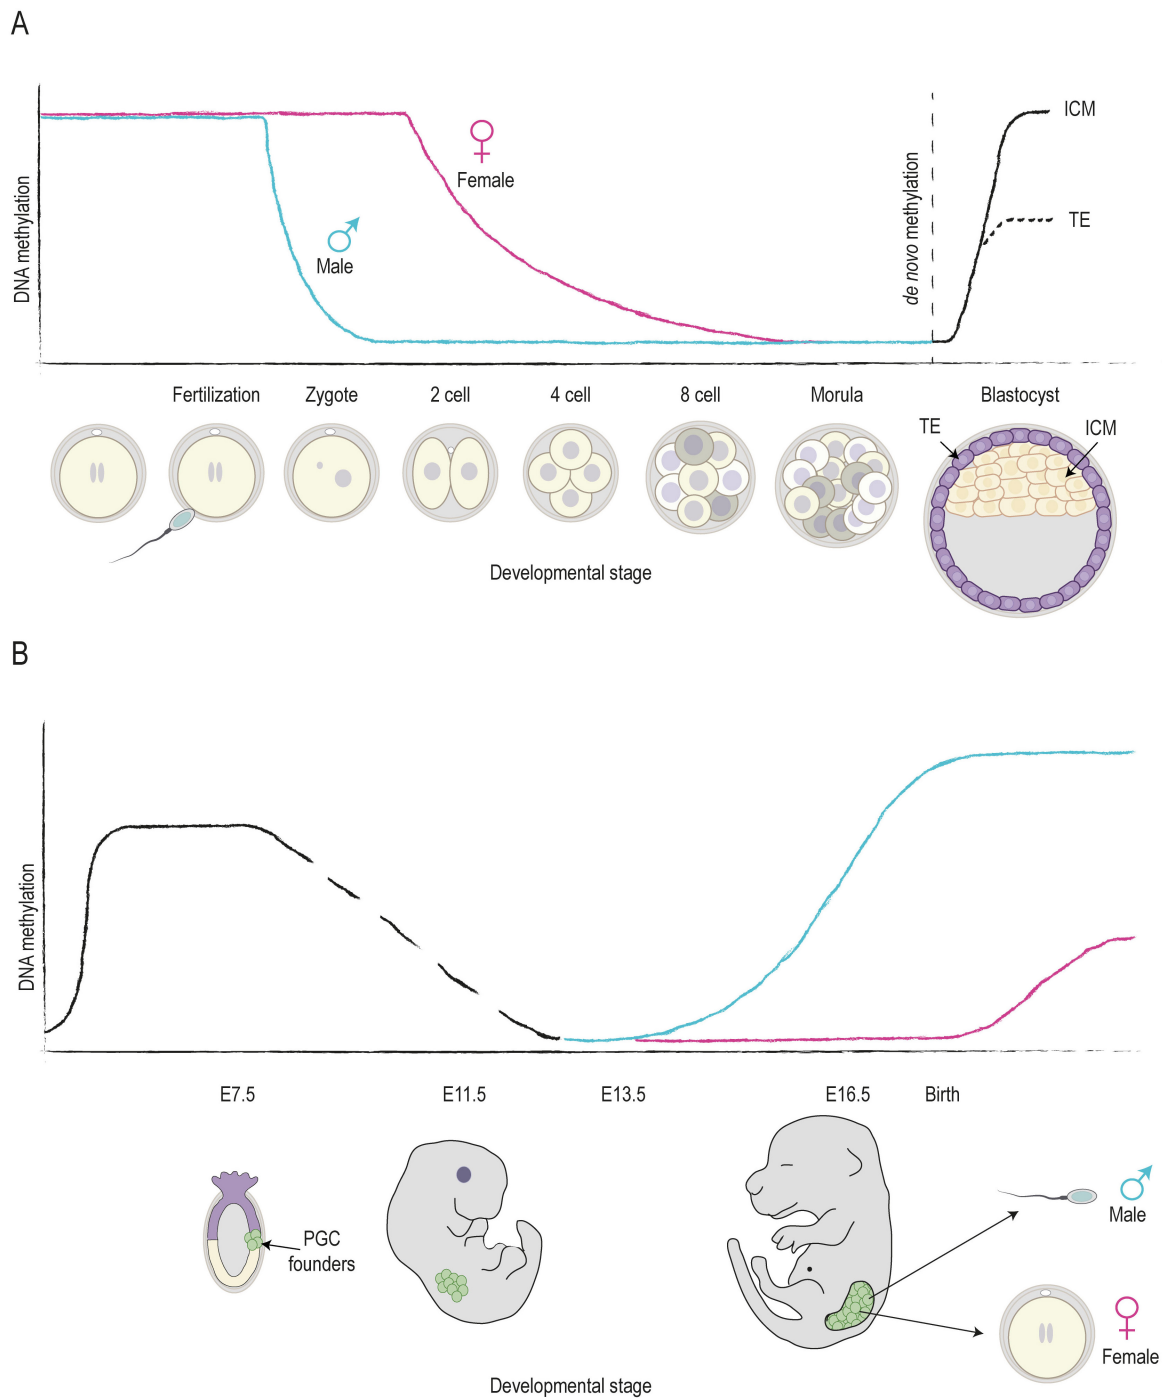 A
DNA methylation
♀
Female
♂
Male
de novo methylation
ICM
TE
Fertilization
Zygote
2 cell
4 cell
8 cell
Morula
Blastocyst
TE
ICM
Developmental stage
B
DNA methylation
E7.5
E11.5
E13.5
E16.5
Birth
PGC
founders
♂
Male
♀
Female
Developmental stage